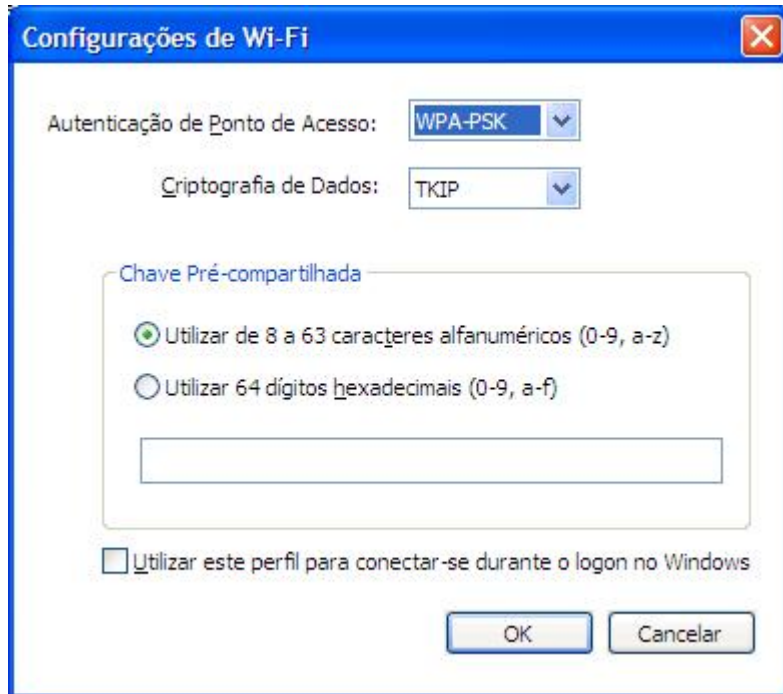 Configurações de Wi-Fi
Autenticação de Ponto de Acesso: WPA-PSK
Criptografia de Dados: TKIP
Chave Pré-compartilhada
Utilizar de 8 a 63 caracteres alfanuméricos (0-9, a-z)
Utilizar 64 dígitos hexadecimais (0-9, a-f)
Utilizar este perfil para conectar-se durante o logon no Windows
OK Cancelar